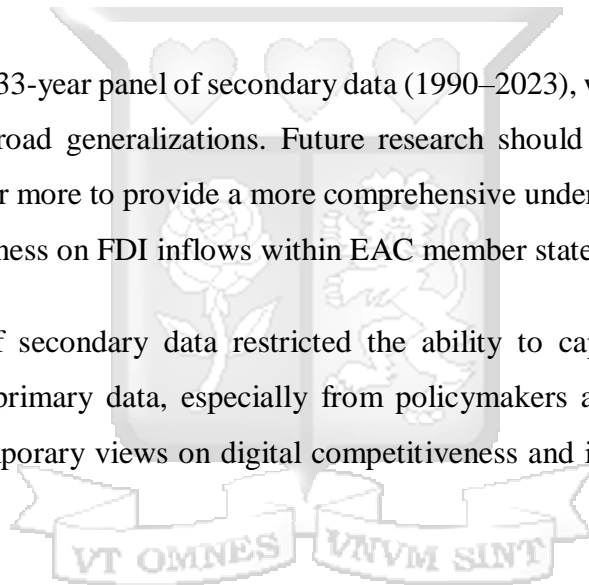 33-year panel of secondary data (1990–2023), w
road generalizations. Future research should
r more to provide a more comprehensive under
ness on FDI inflows within EAC member state
f secondary data restricted the ability to ca
primary data, especially from policymakers a
porary views on digital competitiveness and i
VT OMNES VNVM SINT